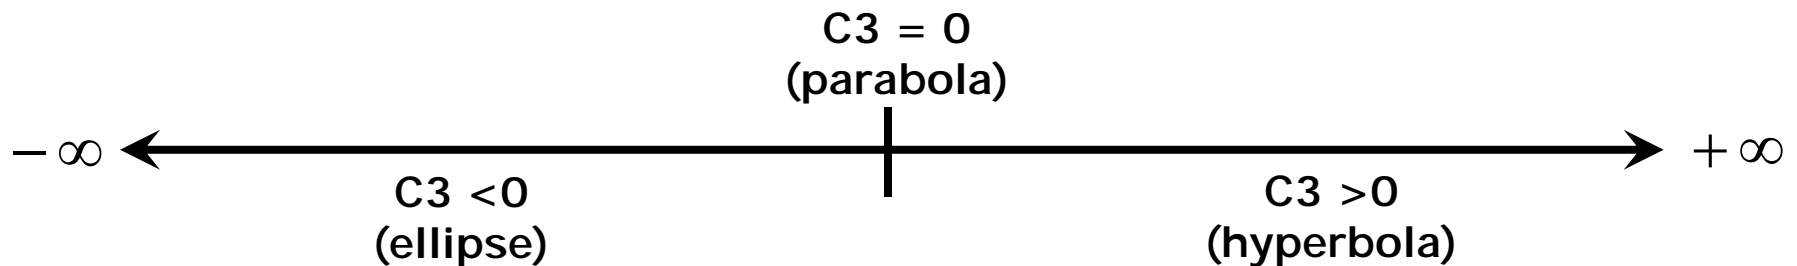 C3 = 0
(parabola)
− ∞
+ ∞
C3 <0
(ellipse)
C3 >0
(hyperbola)